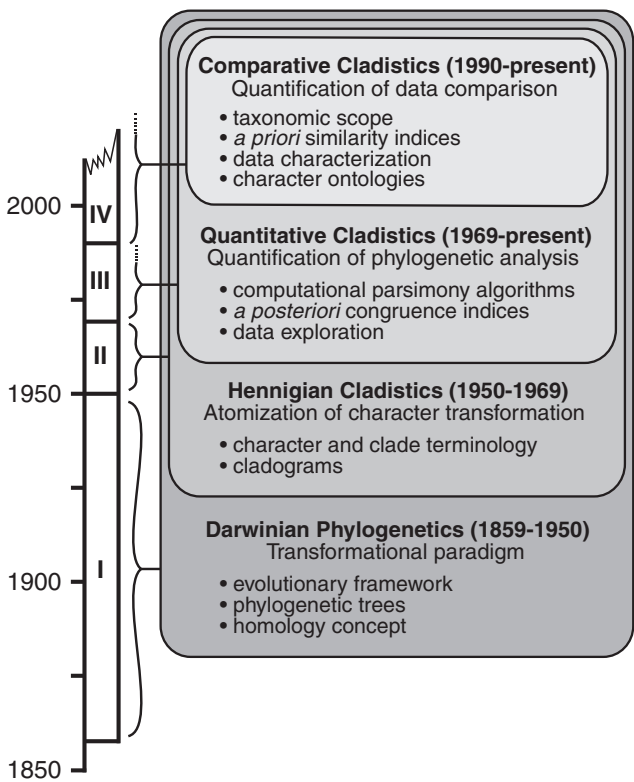 Comparative Cladistics (1990-present)
Quantification of data comparison
• taxonomic scope
• a priori similarity indices
• data characterization
• character ontologies
Quantitative Cladistics (1969-present)
Quantification of phylogenetic analysis
• computational parsimony algorithms
• a posteriori congruence indices
• data exploration
Hennigian Cladistics (1950-1969)
Atomization of character transformation
• character and clade terminology
• cladograms
Darwinian Phylogenetics (1859-1950)
Transformational paradigm
• evolutionary framework
• phylogenetic trees
• homology concept
2000
1950
1900
1850
IV
III
II
I